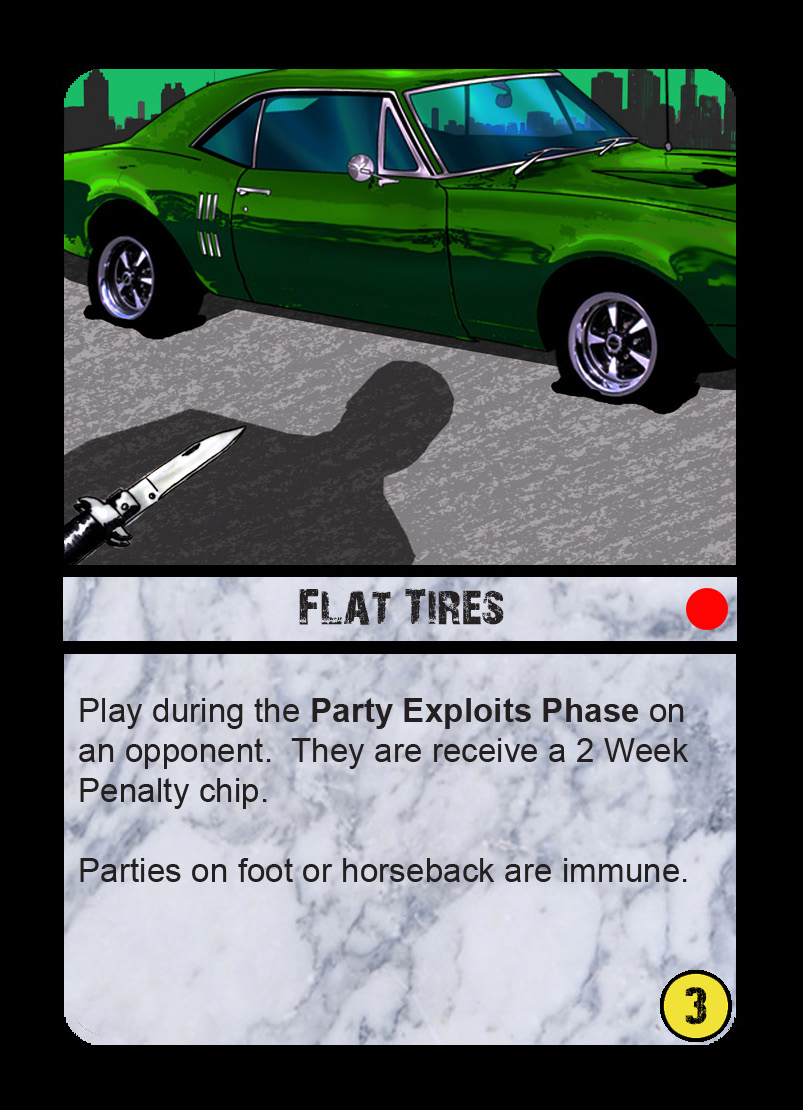 Flat Tires
Play during the Party Exploits Phase on
an opponent.  They are receive a 2 Week
Penalty chip.
Parties on foot or horseback are immune.
3